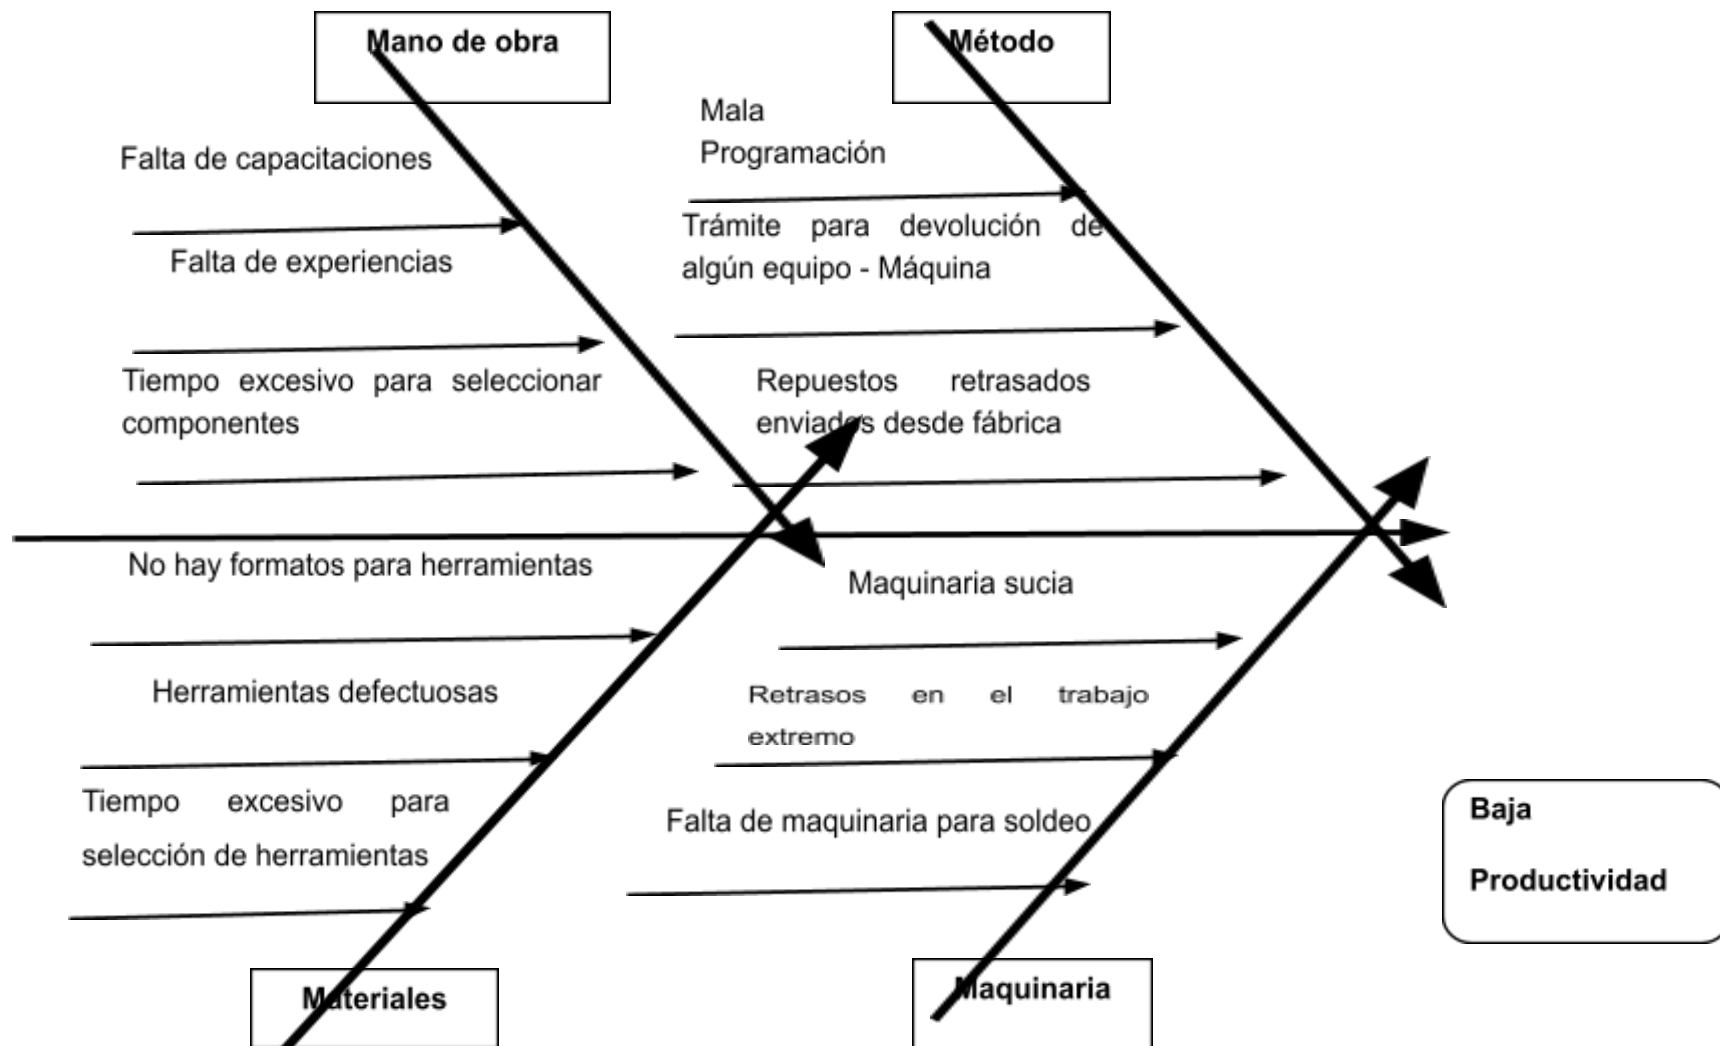 Mano de obra
Método
Mala
Programación
Falta de capacitaciones
Trámite para devolución de
algún equipo - Máquina
Falta de experiencias
Tiempo excesivo para seleccionar
componentes
Repuestos retrasados
enviados desde fábrica
No hay formatos para herramientas
Maquinaria sucia
Herramientas defectuosas
Retrasos en el trabajo
extremo
Tiempo excesivo para
selección de herramientas
Falta de maquinaria para soldeo
Baja
Productividad
Materiales
Maquinaria